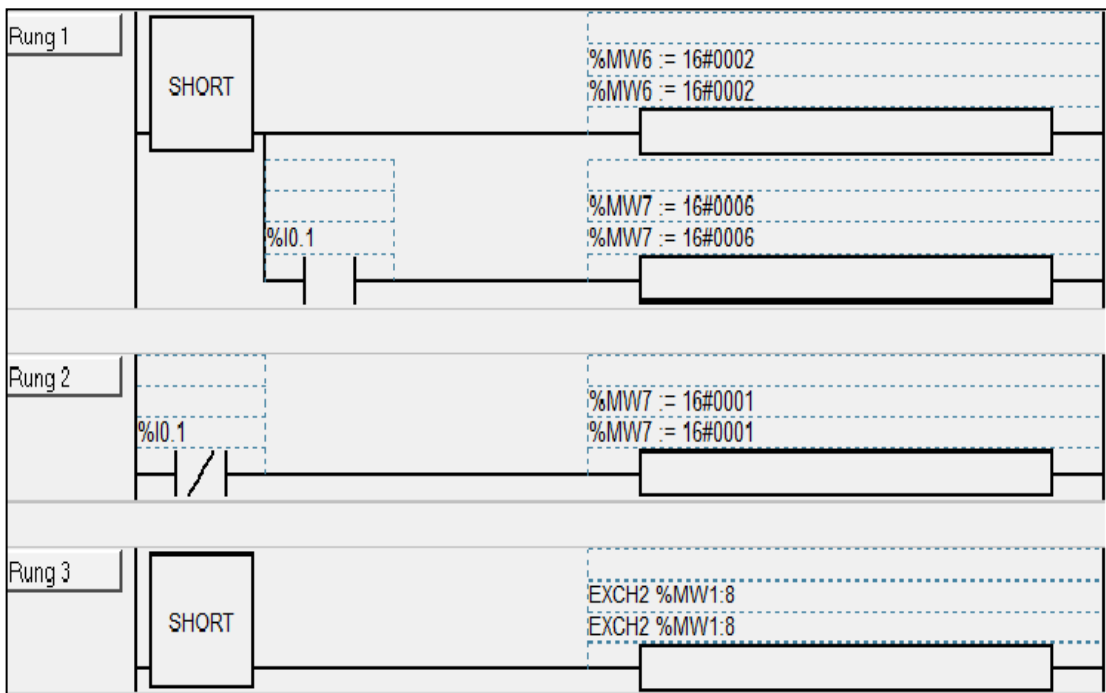 Rung 1
SHORT
%MW6 := 16#0002
%MW6 := 16#0002
%MW7 := 16#0006
%I0.1
%MW7 := 16#0006
Rung 2
%MW7 := 16#0001
%I0.1
%MW7 := 16#0001
Rung 3
SHORT
EXCH2 %MW1:8
EXCH2 %MW1:8